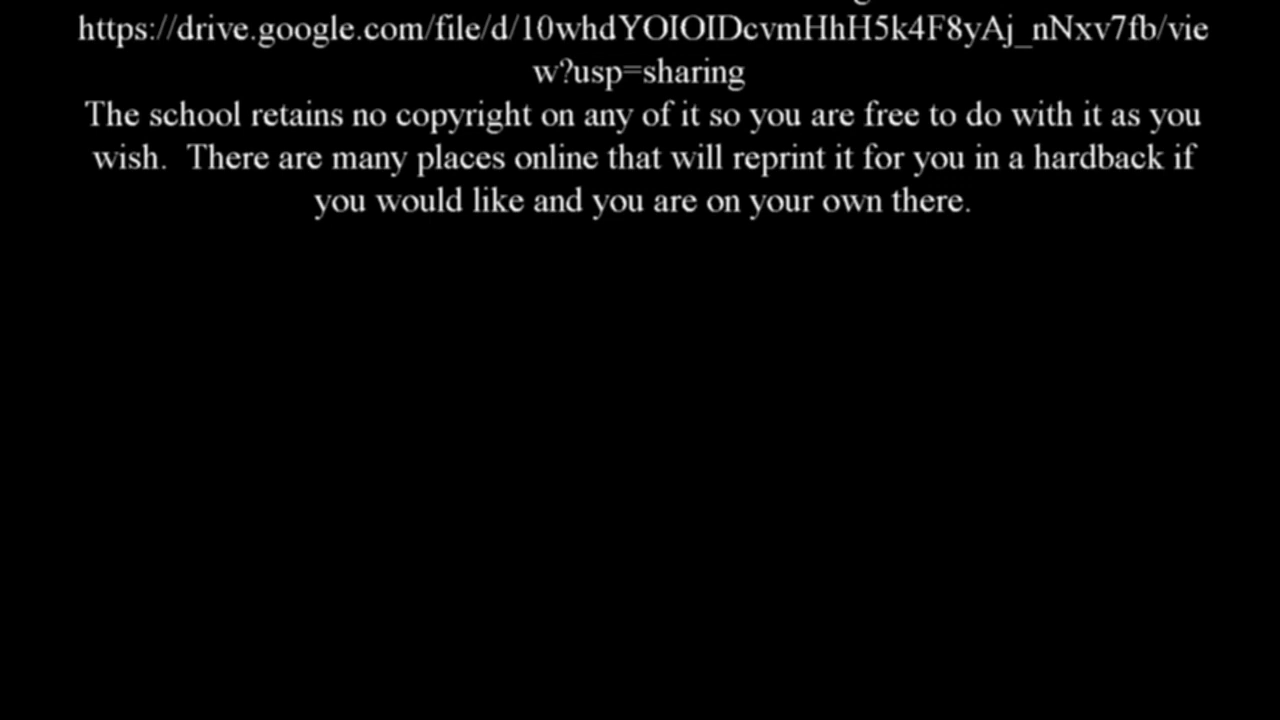 https://drive.google.com/file/d/10whdYOIOIDcvmHhH5k4F8yAj_nNxv7fb/vie
w?usp=sharing
The school retains no copyright on any of it so you are free to do with it as you
wish.  There are many places online that will reprint it for you in a hardback if
you would like and you are on your own there.